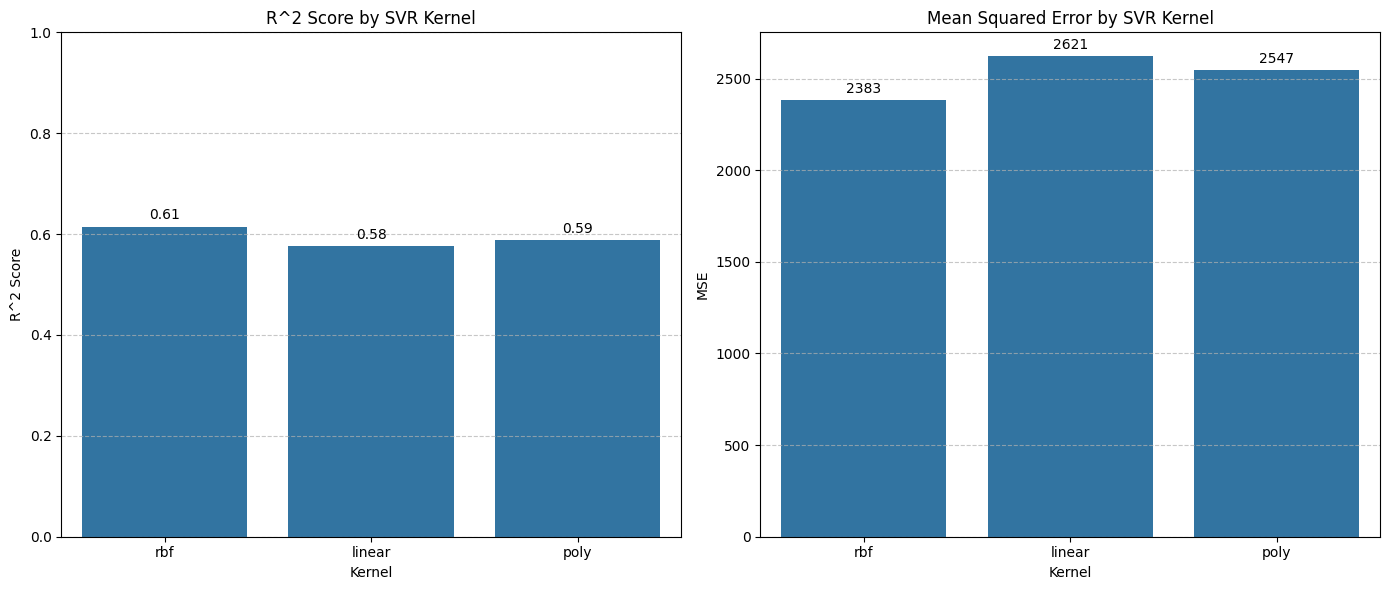 R^2 Score by SVR Kernel
1.0
0.8
0.6
0.4
0.2
0.0
R^2 Score
0.61
0.58
0.59
rbf
linear
poly
Kernel
Mean Squared Error by SVR Kernel
2500
2000
1500
1000
500
0
MSE
2383
2621
2547
rbf
linear
poly
Kernel